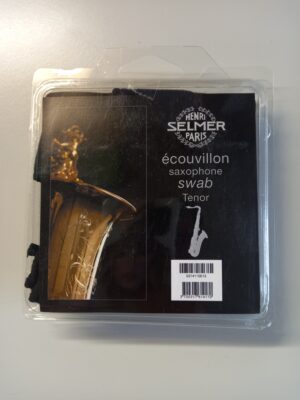 HENRI
SELMER
PARIS
écouvillon
saxophone
swab
Tenor